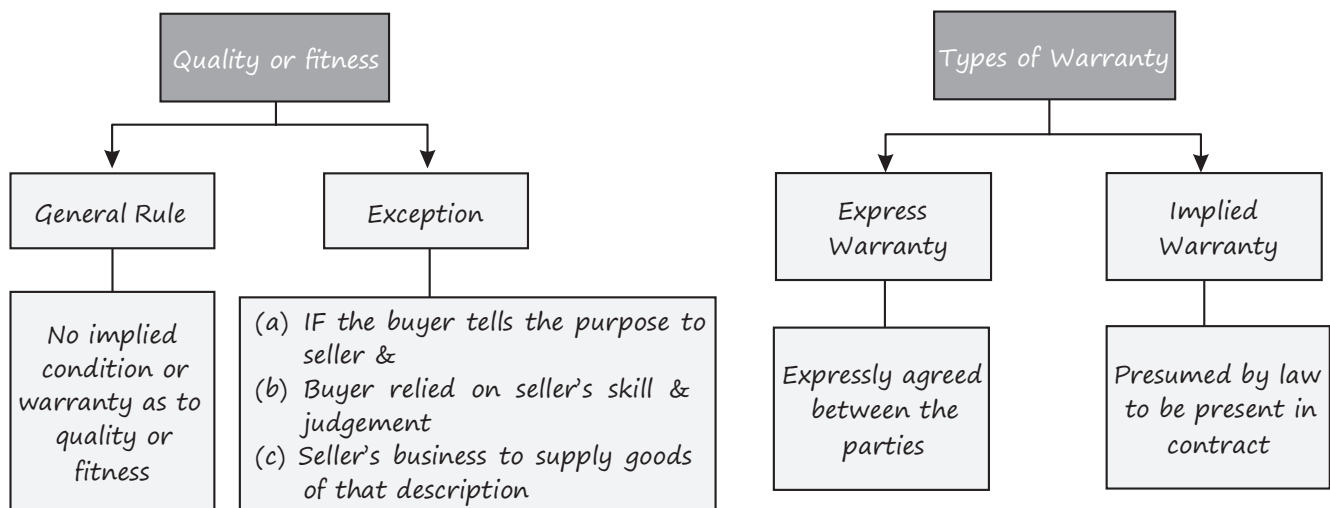 Quality or fitness
General Rule
Exception
No implied
condition or
warranty as to
quality or
fitness
(a) IF the buyer tells the purpose to
seller &
(b) Buyer relied on seller's skill &
judgement
(c) Seller's business to supply goods
of that description
Types of Warranty
Express
Warranty
Implied
Warranty
Expressly agreed
between the
parties
Presumed by law
to be present in
contract